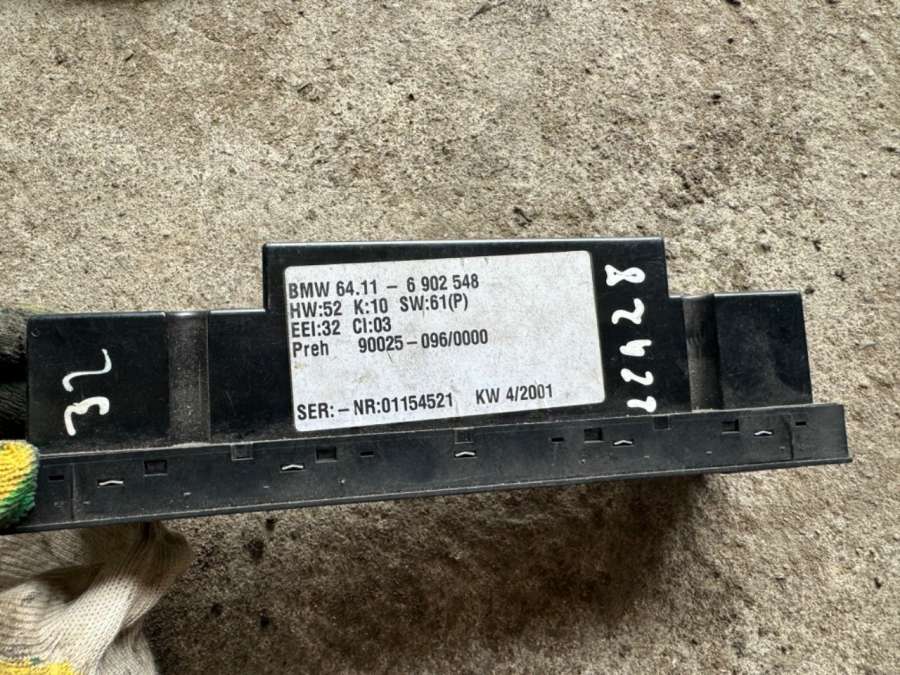 BMW 64.11 - 6 902 548
HW:52 K:10 SW:61(P)
EEI:32 CI:03
Preh 90025-096/0000
SER:-NR:01154521 KW 4/2001
32